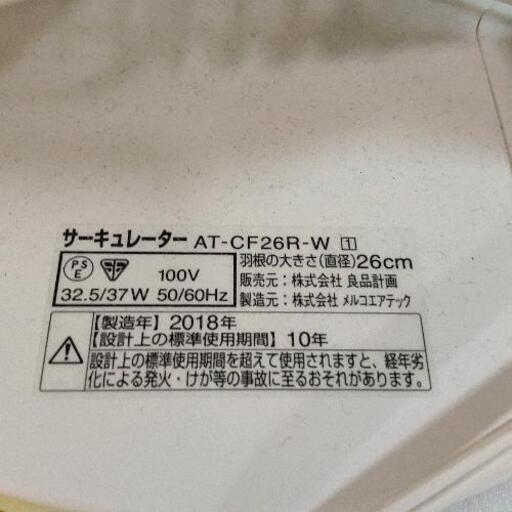 サーキュレーター AT-CF26R-W 1
PS
E
100V
32.5/37W 50/60Hz
羽根の大きさ(直径)26cm
販売元：株式会社 良品計画
製造元：株式会社 メルコエアテック
【製造年】2018年
【設計上の標準使用期間】10年
設計上の標準使用期間を超えて使用されますと、経年劣
化による発火・けが等の事故に至るおそれがあります。